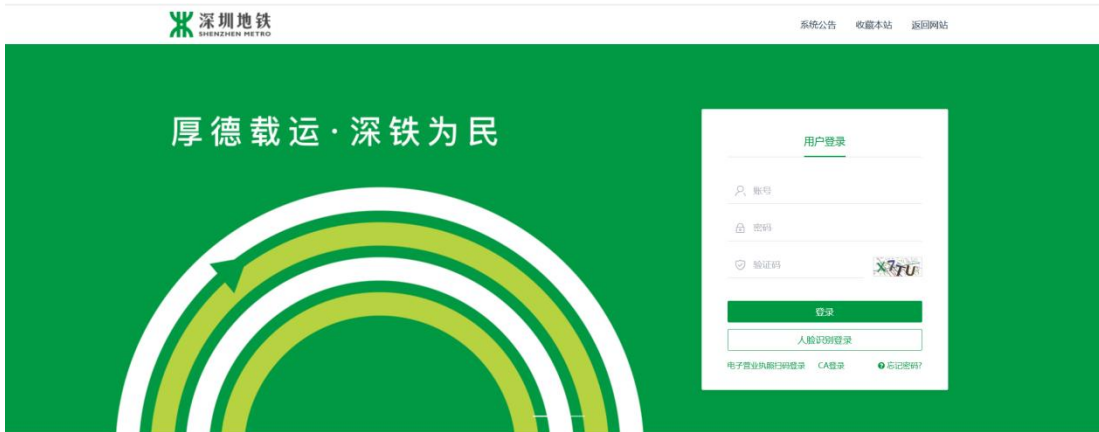 深圳地铁
SHENZHEN METRO
系统公告 收藏本站 返回网站
厚德载运·深铁为民
用户登录
账号
密码
验证码
X7TU
登录
人脸识别登录
电子营业执照扫码登录 CA登录 忘记密码?